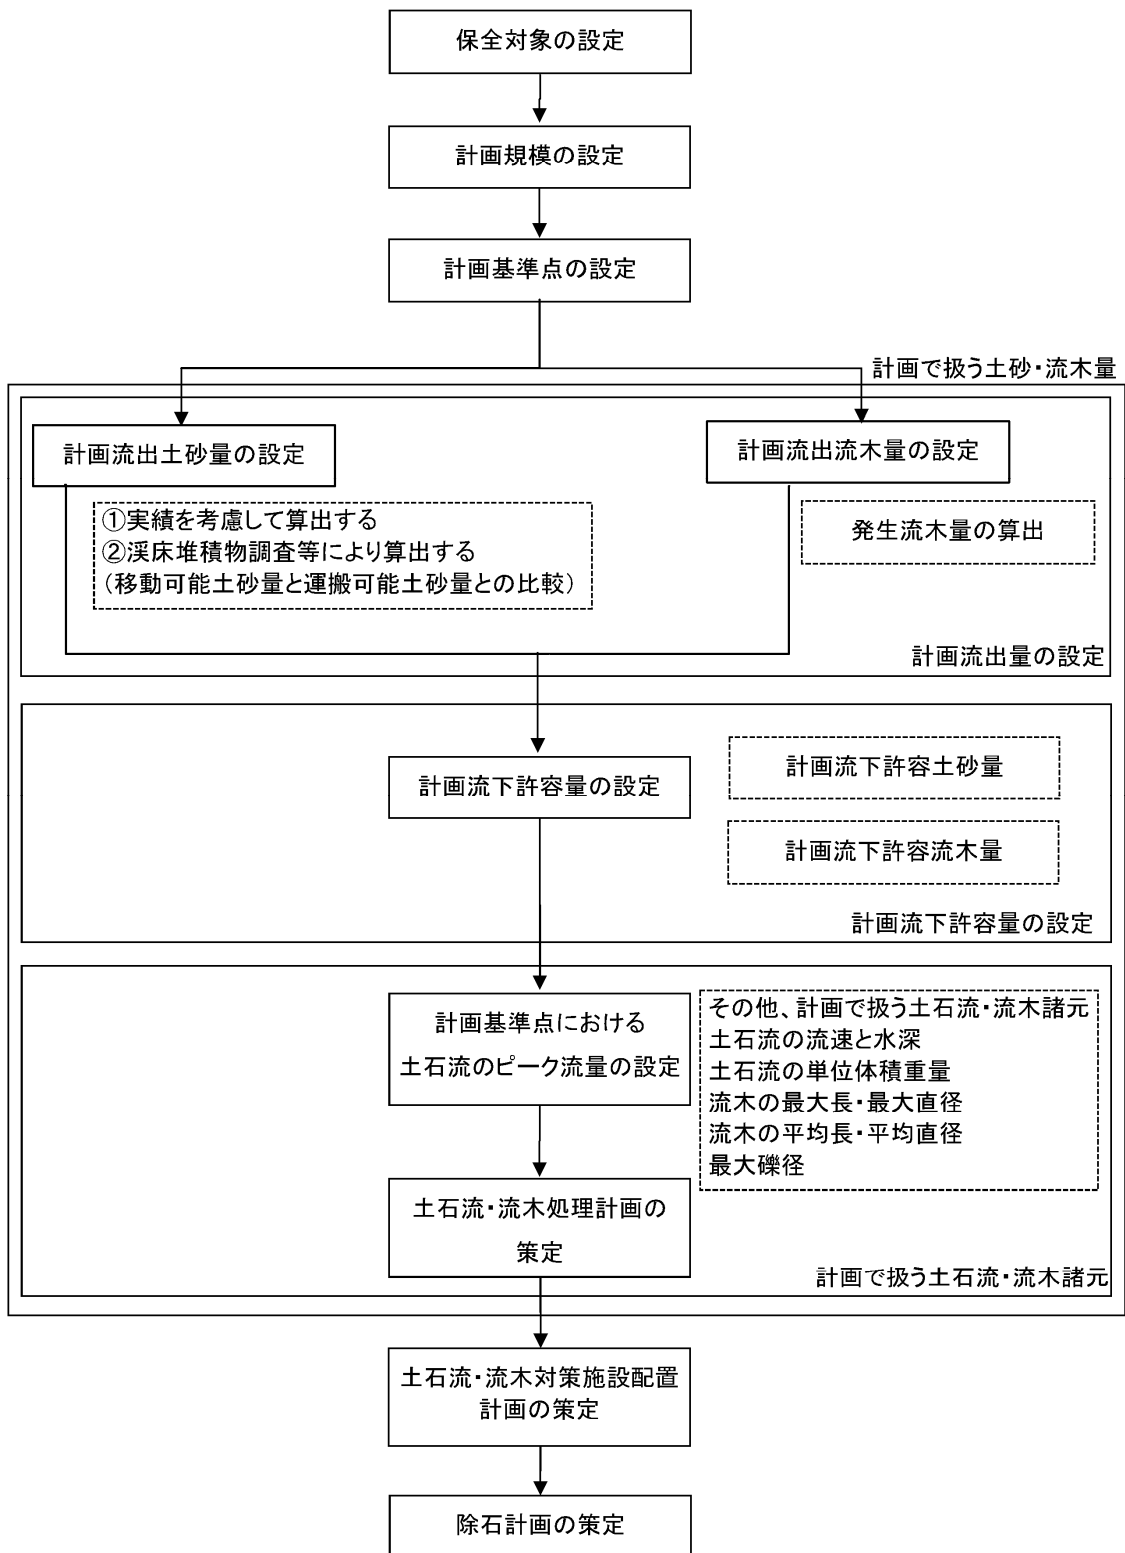 保全対象の設定
計画規模の設定
計画基準点の設定
計画で扱う土砂・流木量
計画流出土砂量の設定
計画流出流木量の設定
①実績を考慮して算出する
②渓床堆積物調査等により算出する
（移動可能土砂量と運搬可能土砂量との比較）
発生流木量の算出
計画流出量の設定
計画流下許容量の設定
計画流下許容土砂量
計画流下許容流木量
計画流下許容量の設定
計画基準点における
土石流のピーク流量の設定
その他、計画で扱う土石流・流木諸元
土石流の流速と水深
土石流の単位体積重量
流木の最大長・最大直径
流木の平均長・平均直径
最大礫径
土石流・流木処理計画の
策定
計画で扱う土石流・流木諸元
土石流・流木対策施設配置
計画の策定
除石計画の策定